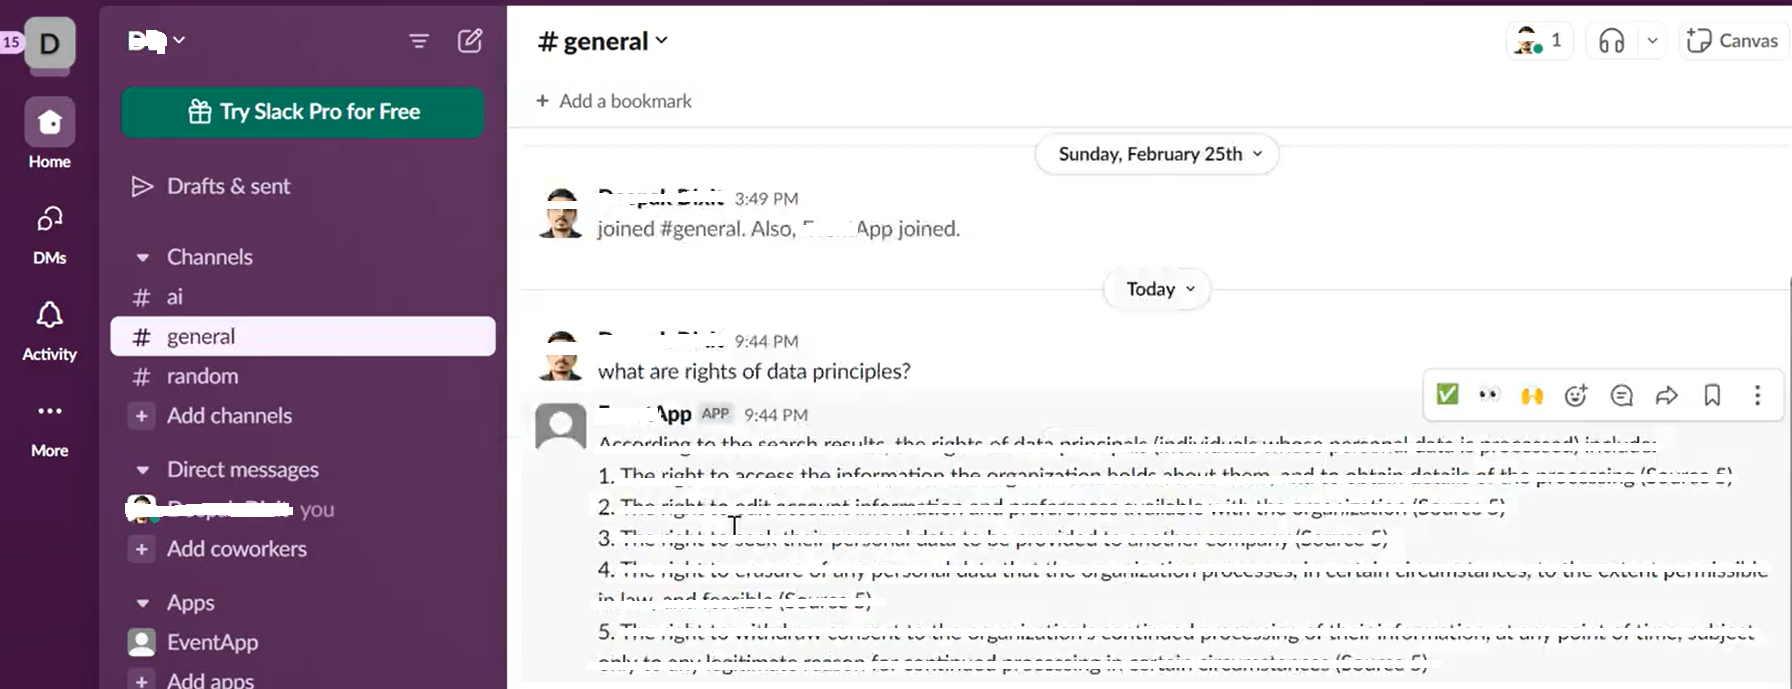 15
D
Try Slack Pro for Free
Home
Drafts & sent
DMs
Channels
# ai
# general
# random
+ Add channels
Activity
More
Direct messages
you
+ Add coworkers
Apps
EventApp
+ Add apps
# general
1
Canvas
+ Add a bookmark
Sunday, February 25th
3:49 PM
joined #general. Also, App joined.
Today
9:44 PM
what are rights of data principles?
App APP 9:44 PM
According to the search results, the rights of data principals (individuals whose personal data is processed) include:
1. The right to access the information the organization holds about them, and to obtain details of the processing (Source 5)
2. The right to edit account information and preferences available with the organization (Source 5)
3. The right to seek their personal data to be provided to another company (Source 5)
4. The right to erasure of any personal data that the organization processes, in certain circumstances, to the extent permissible
in law, and feasible (Source 5)
5. The right to withdraw consent to the organization's continued processing of their information, at any point of time, subject
only to any legitimate reason for continued processing in certain circumstances (Source 5)